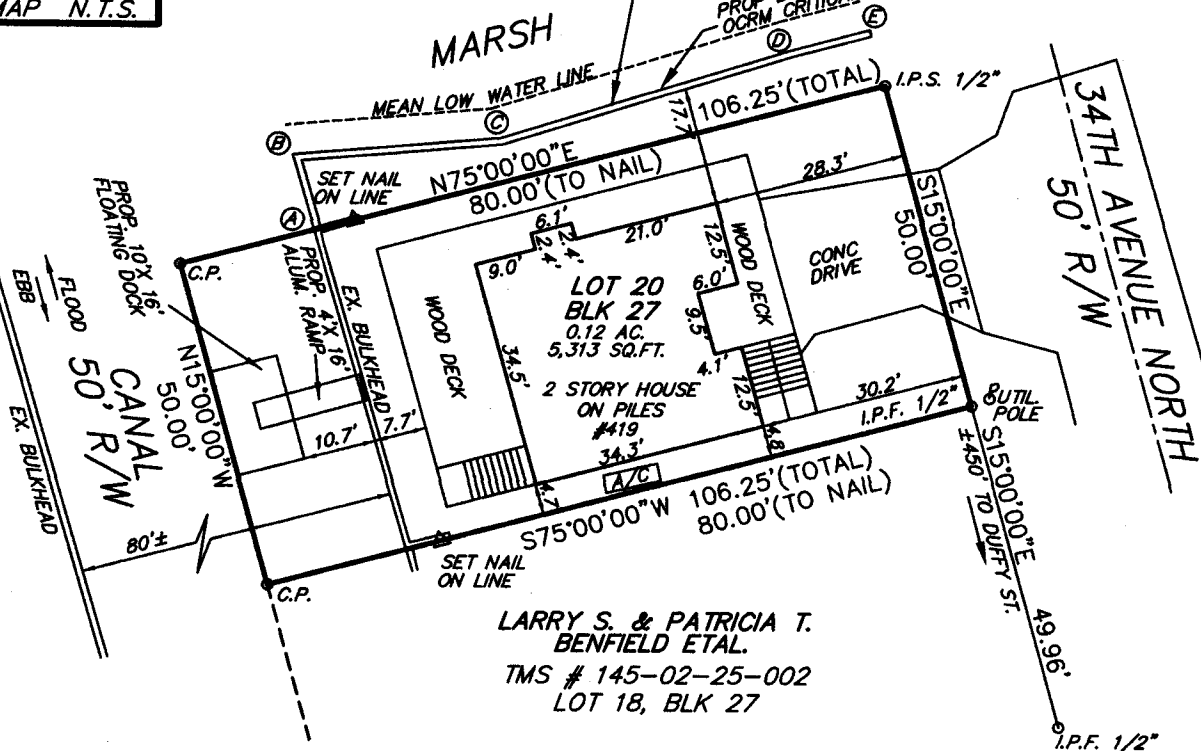 MAP N.T.S.
MARSH
PROP
OCRM CRITIC
MEAN LOW WATER LINE
A
B
C
D
E
17.7'
106.25'(TOTAL)
I.P.S. 1/2"
N75°00'00"E
80.00'(TO NAIL)
SET NAIL
ON LINE
28.3'
S15°00'00"E
50.00'
34TH AVENUE NORTH
50' R/W
PROP. 10'X 16'
FLOATING DOCK
C.P.
PROP. 4'X 16'
ALUM. RAMP
EX. BULKHEAD
WOOD DECK
6.1'
2.4'
2.4'
21.0'
9.0'
12.5'
WOOD DECK
CONC
DRIVE
LOT 20
BLK 27
0.12 AC.
5,313 SQ.FT.
6.0'
9.5'
4.1'
12.5'
34.5'
2 STORY HOUSE
ON PILES
#419
FLOOD
EBB
CANAL
50' R/W
N15°00'00"W
50.00'
EX. BULKHEAD
10.7'
7.7'
30.2'
I.P.F. 1/2"
UTIL.
POLE
34.3'
A/C
4.8'
4.7'
S75°00'00"W
106.25'(TOTAL)
80.00'(TO NAIL)
80'±
SET NAIL
ON LINE
C.P.
S15°00'00"E
49.96'
±450' TO DUFFY ST.
I.P.F. 1/2"
LARRY S. & PATRICIA T.
BENFIELD ETAL.
TMS # 145-02-25-002
LOT 18, BLK 27